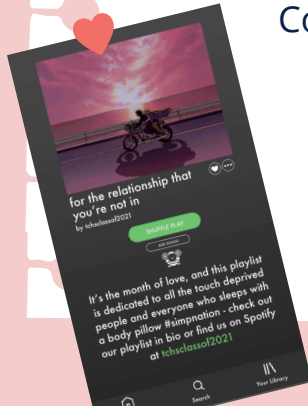 Co
for the relationship that
you're not in
by tchsclassof2021
SHUFFLE PLAY
ADD SONGS
It's the month of love, and this playlist
is dedicated to all the touch deprived
people and everyone who sleeps with
a body pillow #simpnation - check out
our playlist in bio or find us on Spotify
at tchsclassof2021
Search
Your Library